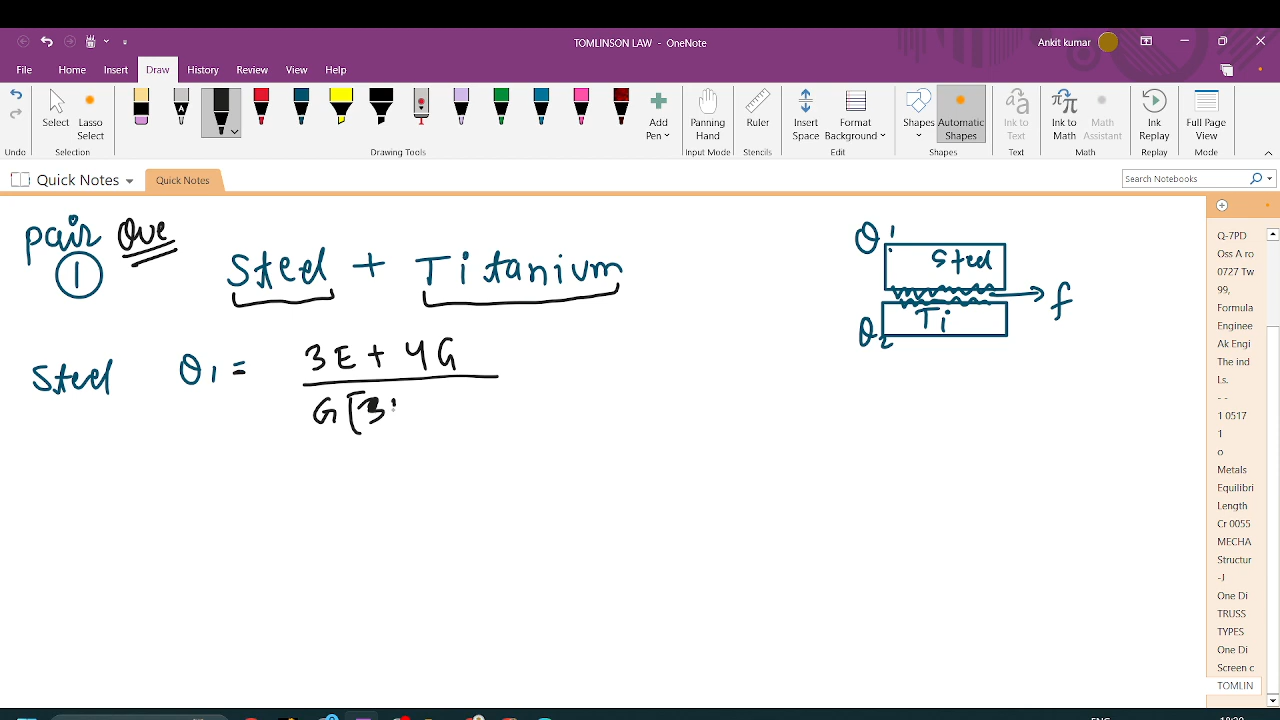 TOMLINSON LAW - OneNote
Ankit kumar
File Home Insert Draw History Review View Help
Select
Lasso Select
Add Pen
Panning Hand
Ruler
Insert Space
Format Background
Shapes
Automatic Shapes
Ink to Text
Ink to Math
Math Assistant
Ink Replay
Full Page View
Undo
Selection
Drawing Tools
Input Mode
Stencils
Edit
Shapes
Text
Math
Replay
Mode
Quick Notes
Quick Notes
Search Notebooks
pair One
1
Steel + Titanium
Steel θ1 =
3E + 4G
G[3
θ1
Steel
Ti
θ2
f
Q-7PD
Oss A ro
0727 Tw
99,
Formula
Enginee
Ak Engi
The ind
Ls.
- -
1 0517
1
o
Metals
Equilibri
Length
Cr 0055
MECHA
Structur
-J
One Di
TRUSS
TYPES
One Di
Screen c
TOMLIN